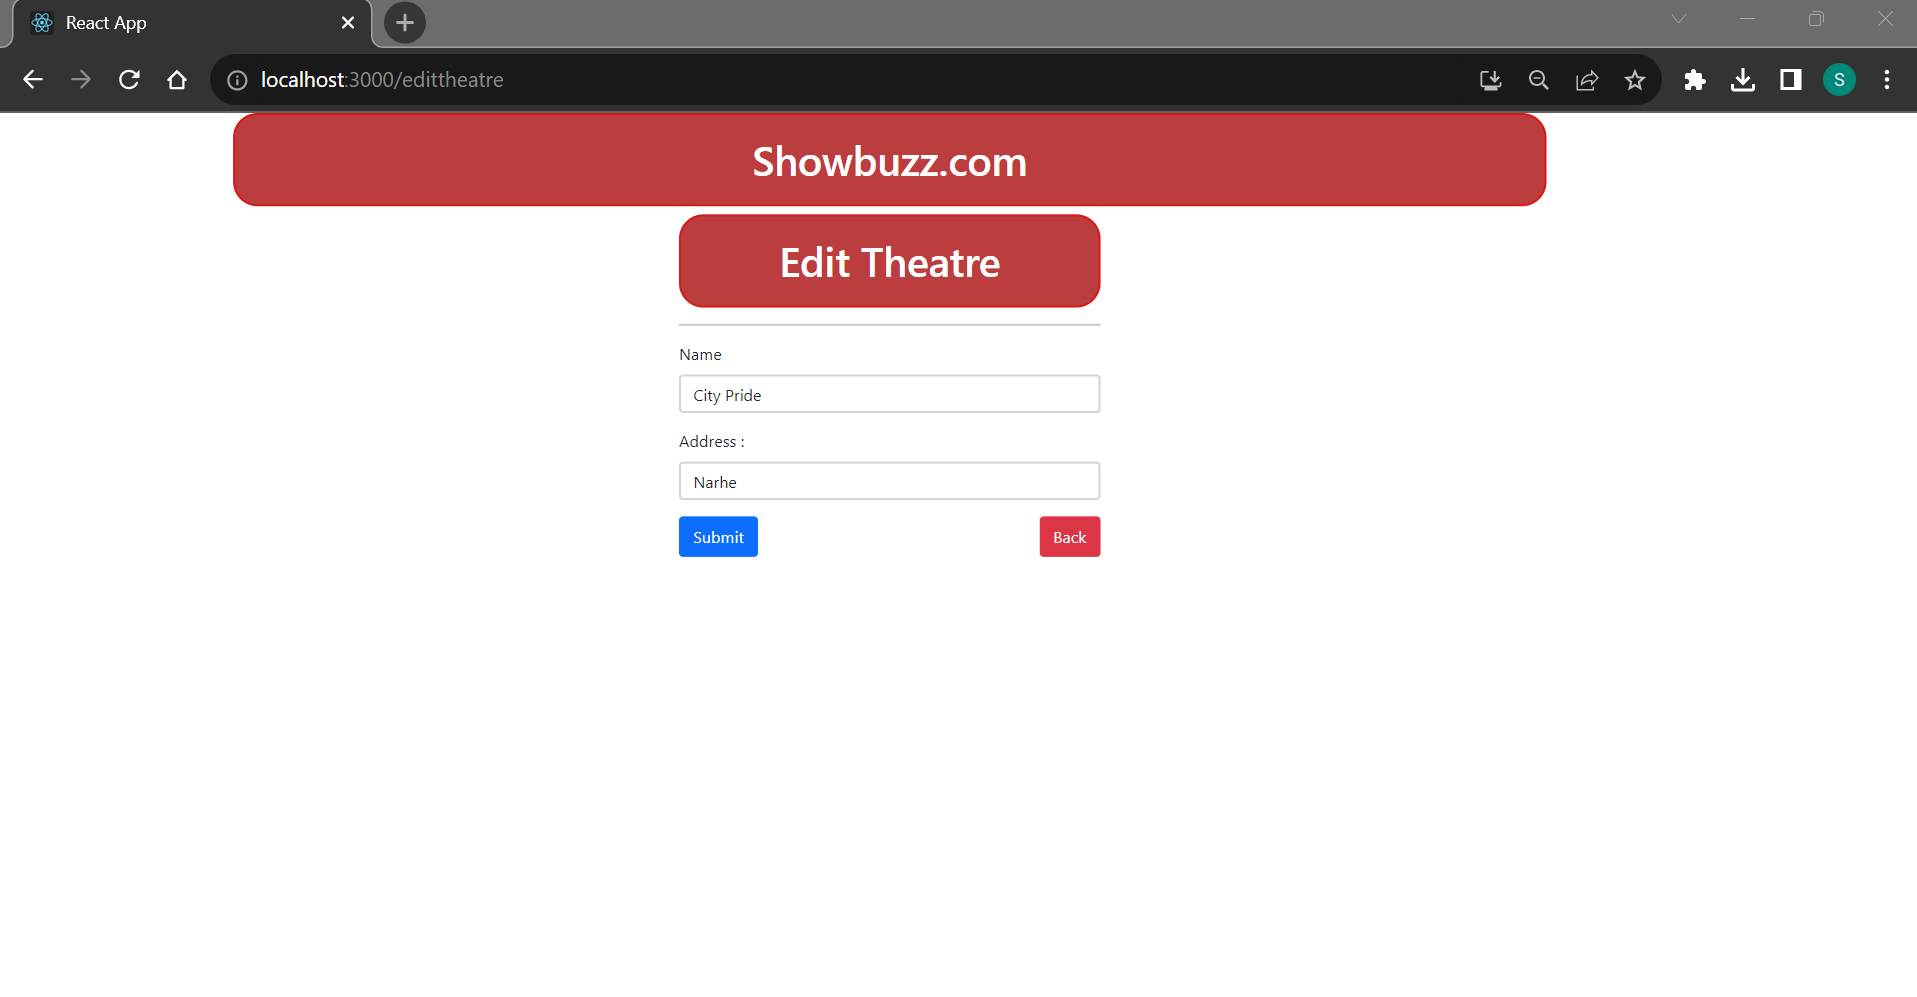 React App
localhost:3000/edittheatre
S
Showbuzz.com
Edit Theatre
Name
City Pride
Address :
Narhe
Submit
Back